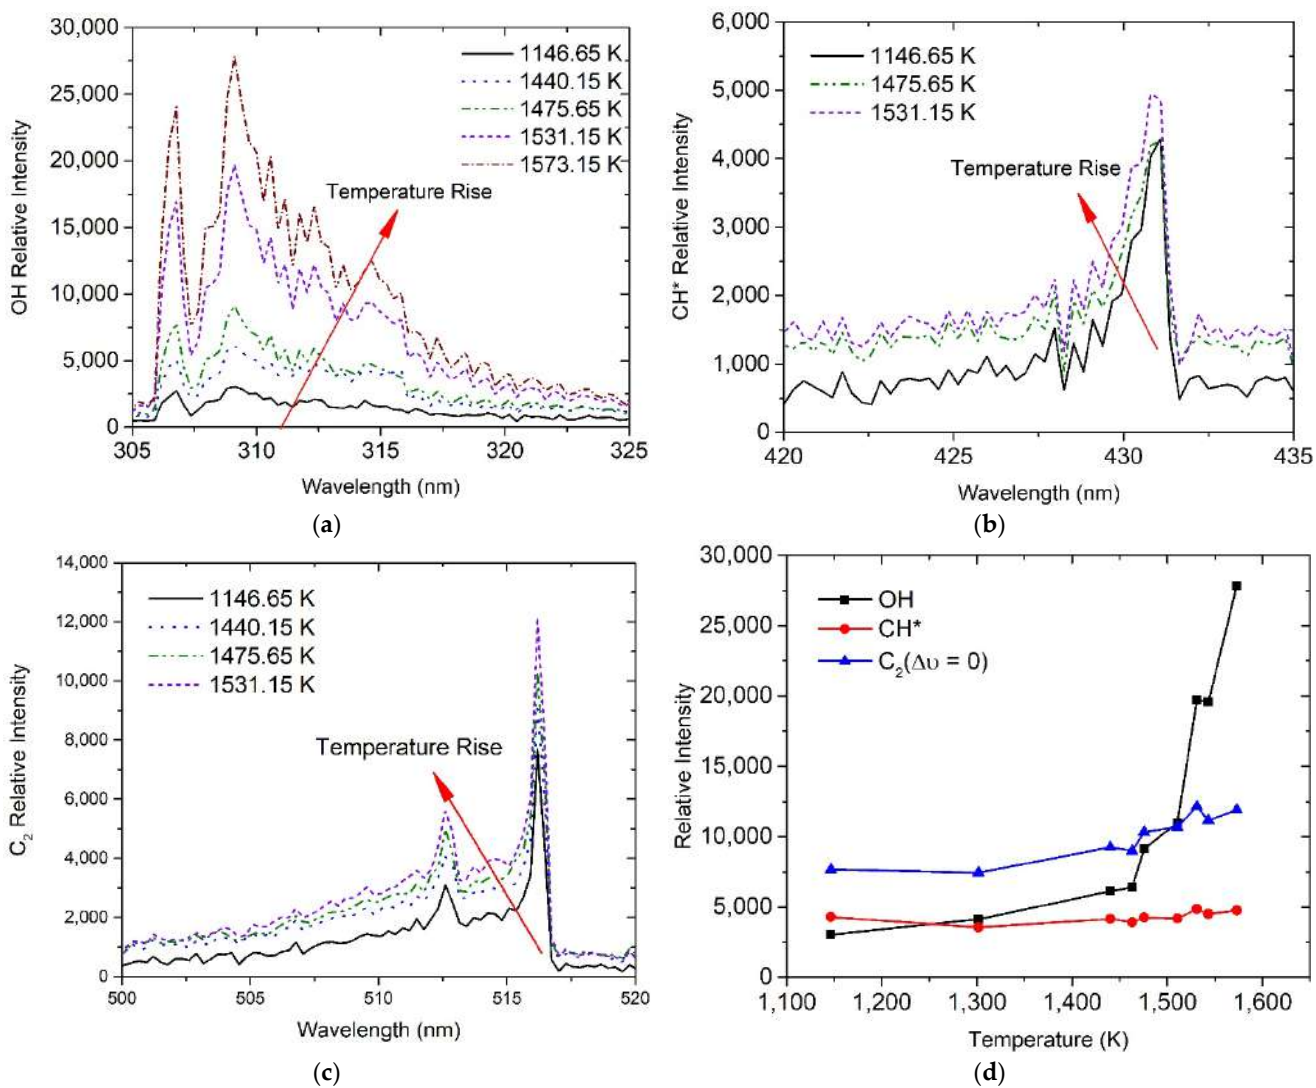 30,000
25,000
20,000
15,000
10,000
5,000
0
OH Relative Intensity
1146.65 K
1440.15 K
1475.65 K
1531.15 K
1573.15 K
Temperature Rise
305
310
315
320
325
Wavelength (nm)
(a)
6,000
5,000
4,000
3,000
2,000
1,000
0
CH* Relative Intensity
1146.65 K
1475.65 K
1531.15 K
Temperature Rise
420
425
430
435
Wavelength (nm)
(b)
14,000
12,000
10,000
8,000
6,000
4,000
2,000
0
C₂ Relative Intensity
1146.65 K
1440.15 K
1475.65 K
1531.15 K
Temperature Rise
500
505
510
515
520
Wavelength (nm)
(c)
30,000
25,000
20,000
15,000
10,000
5,000
0
Relative Intensity
OH
CH*
C₂(Δυ = 0)
1,100
1,200
1,300
1,400
1,500
1,600
Temperature (K)
(d)